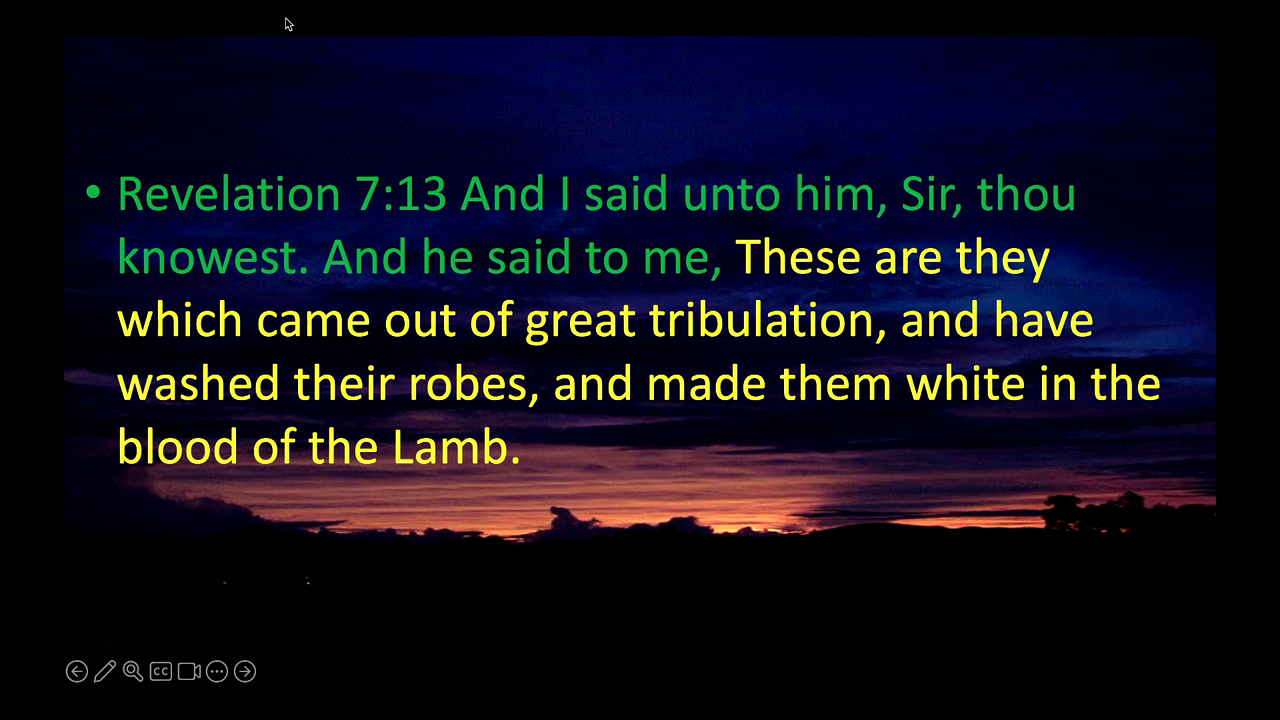 • Revelation 7:13 And I said unto him, Sir, thou
knowest. And he said to me, These are they
which came out of great tribulation, and have
washed their robes, and made them white in the
blood of the Lamb.
CC